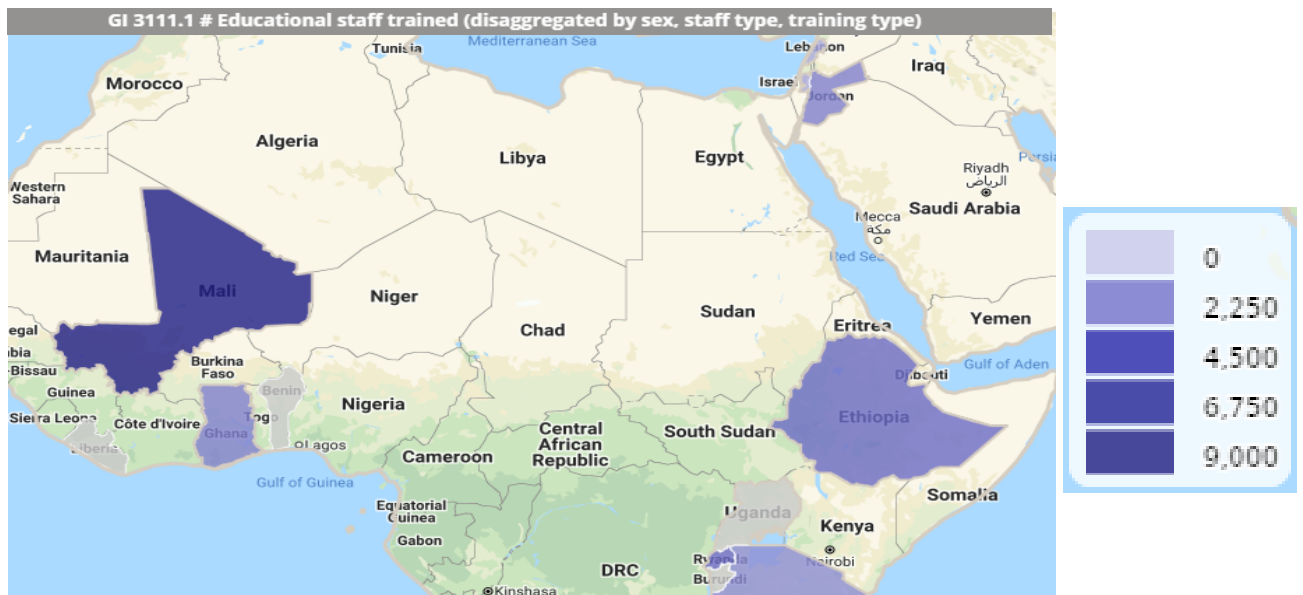 GI 3111.1 # Educational staff trained (disaggregated by sex, staff type, training type)
Tunisia
Mediterranean Sea
Lebanon
Morocco
Israel
Iraq
Jordan
Algeria
Libya
Egypt
Riyadh
الرياض
Western
Sahara
Mecca
مكة
Saudi Arabia
Mauritania
Red Sea
Mali
Niger
Chad
Sudan
Eritrea
Yemen
egal
bia
-Bissau
Burkina
Faso
Djibouti
Gulf of Aden
Guinea
Benin
Sierra Leone
Côte d'Ivoire
Togo
Nigeria
Ethiopia
Ghana
Liberia
Lagos
Central
African
Republic
South Sudan
Cameroon
Gulf of Guinea
Somalia
Equatorial
Guinea
Uganda
Kenya
Gabon
Nairobi
DRC
Rwanda
Burundi
Kinshasa
Persia
0
2,250
4,500
6,750
9,000